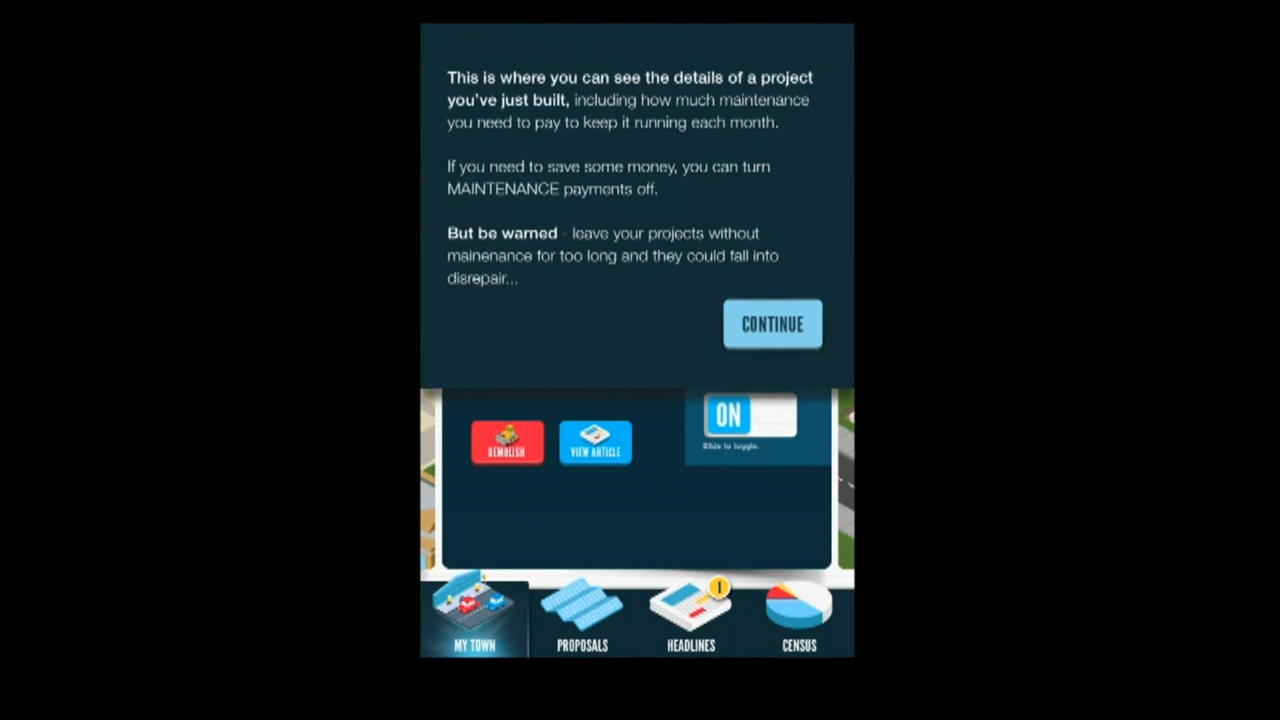 This is where you can see the details of a project
you've just built, including how much maintenance
you need to pay to keep it running each month.
If you need to save some money, you can turn
MAINTENANCE payments off.
But be warned - leave your projects without
mainenance for too long and they could fall into
disrepair...
CONTINUE
ON
Slide to toggle.
DEMOLISH
VIEW ARTICLE
MY TOWN
PROPOSALS
HEADLINES
CENSUS